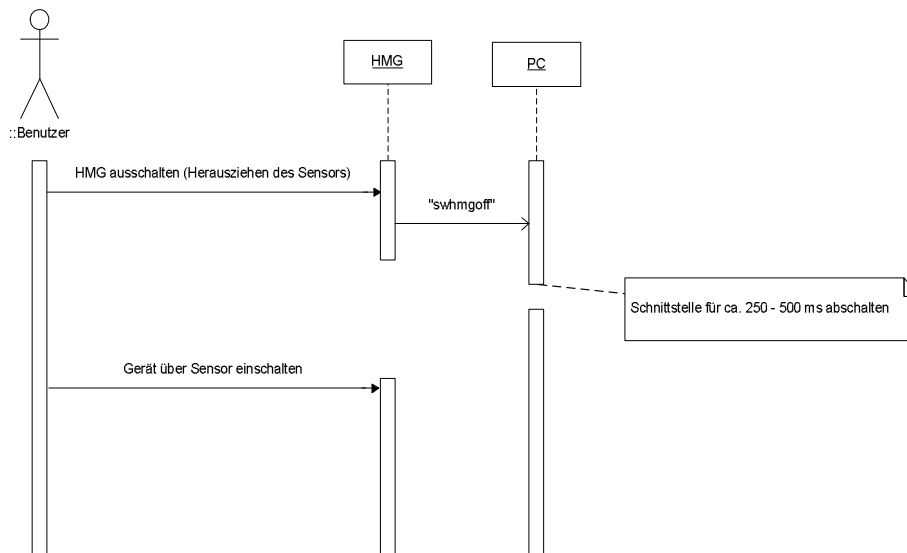 HMG
PC
::Benutzer
HMG ausschalten (Herausziehen des Sensors)
"swhmgoff"
Schnittstelle für ca. 250 - 500 ms abschalten
Gerät über Sensor einschalten